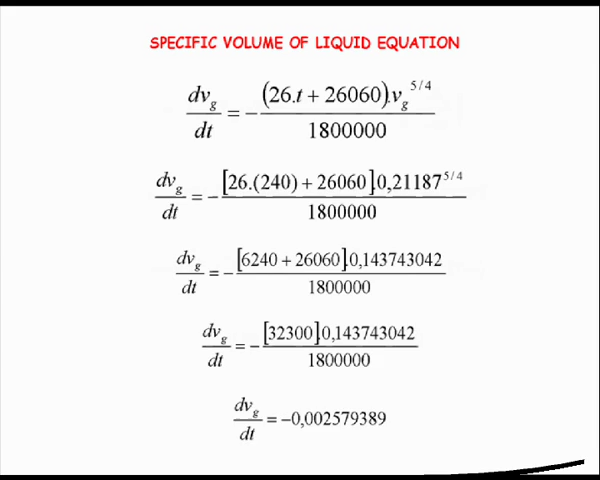 SPECIFIC VOLUME OF LIQUID EQUATION
dv_g/dt = -(26.t + 26060).v_g^5/4 / 1800000
dv_g/dt = -[26.(240) + 26060].0,21187^5/4 / 1800000
dv_g/dt = -[6240 + 26060].0,143743042 / 1800000
dv_g/dt = -[32300].0,143743042 / 1800000
dv_g/dt = -0,002579389